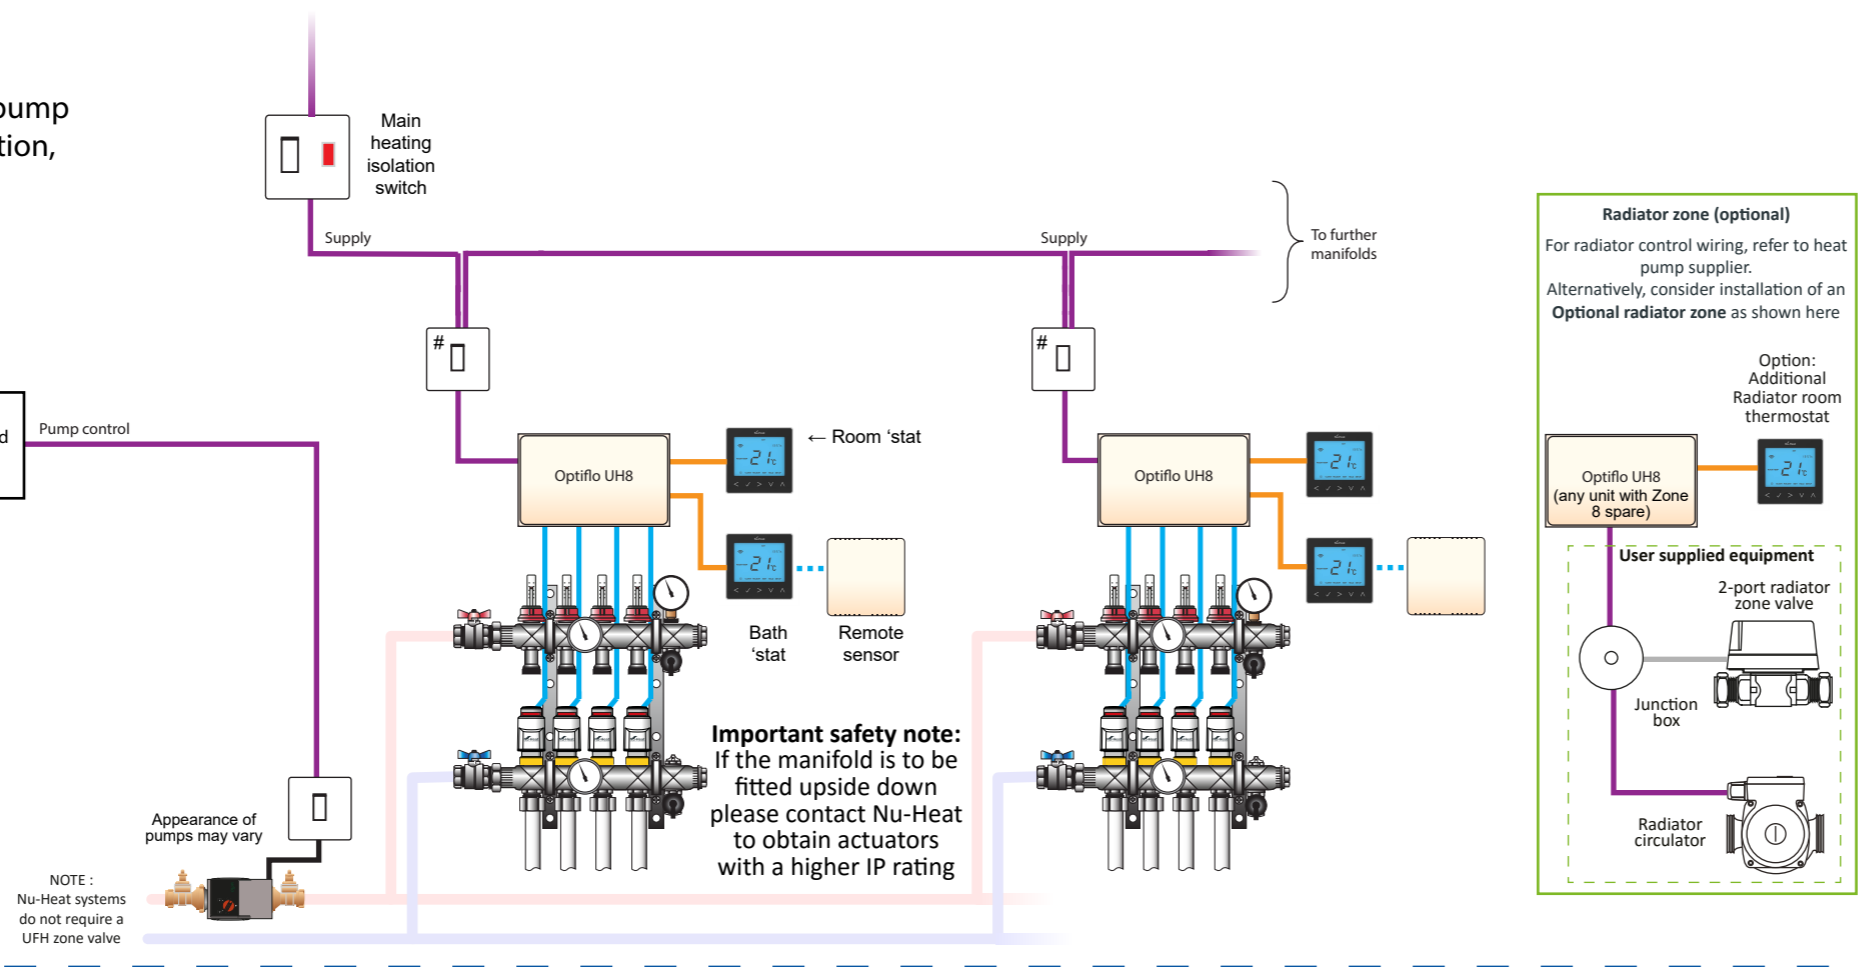 pump
tion,
Main
heating
isolation
switch
Supply
Supply
To further
manifolds
#
#
d
Pump control
Optiflo UH8
21
°C
← Room ‘stat
Optiflo UH8
21
°C
21
°C
21
°C
Bath
‘stat
Remote
sensor
Important safety note:
If the manifold is to be
fitted upside down
please contact Nu-Heat
to obtain actuators
with a higher IP rating
Appearance of
pumps may vary
NOTE :
Nu-Heat systems
do not require a
UFH zone valve
Radiator zone (optional)
For radiator control wiring, refer to heat
pump supplier.
Alternatively, consider installation of an
Optional radiator zone as shown here
Option:
Additional
Radiator room
thermostat
Optiflo UH8
(any unit with Zone
8 spare)
21
°C
User supplied equipment
2-port radiator
zone valve
Junction
box
Radiator
circulator